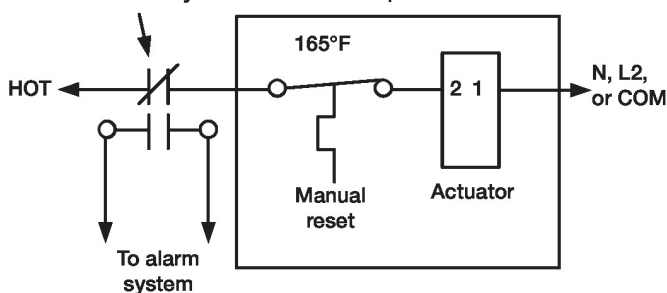 165°F
HOT
2 1
N, L2,
or COM
Manual
reset
Actuator
To alarm
system